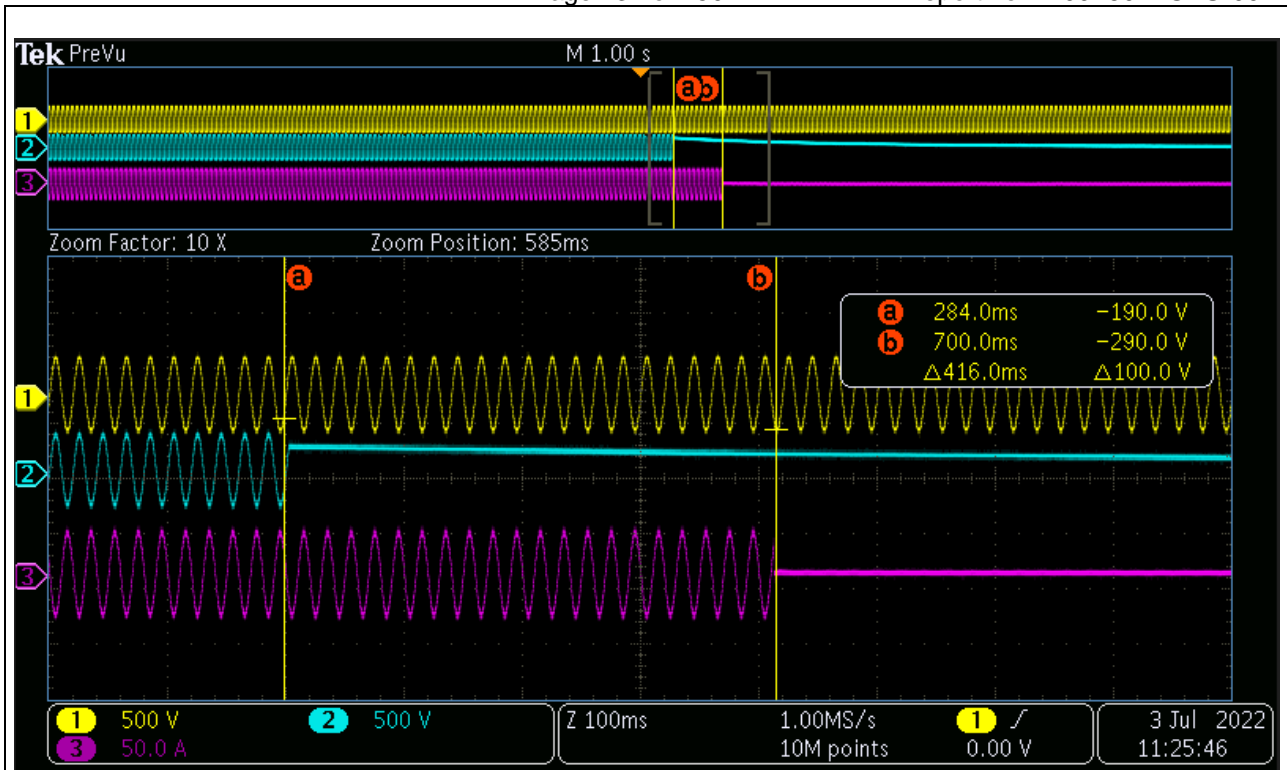 Tek PreVu M 1.00 s
a b
1
2
3
Zoom Factor: 10 X Zoom Position: 585ms
a b
a 284.0ms −190.0 V
b 700.0ms −290.0 V
△416.0ms △100.0 V
1
2
3
1 500 V 2 500 V Z 100ms 1.00MS/s 1 3 Jul 2022
3 50.0 A 10M points 0.00 V 11:25:46